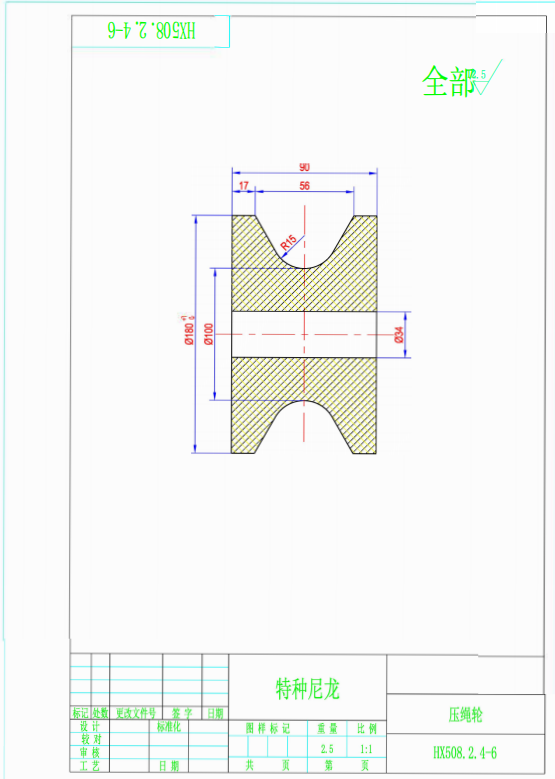 HX508.2.4-6
全部 2.5
90
17 56
R15
Ø180 +1 0
Ø100
Ø34
特种尼龙
标记 处数 更改文件号 签字 日期
压绳轮
设计 标准化
图样标记 重量 比例
较对
审核
2.5 1:1
HX508.2.4-6
工艺 日期
共 页 第 页